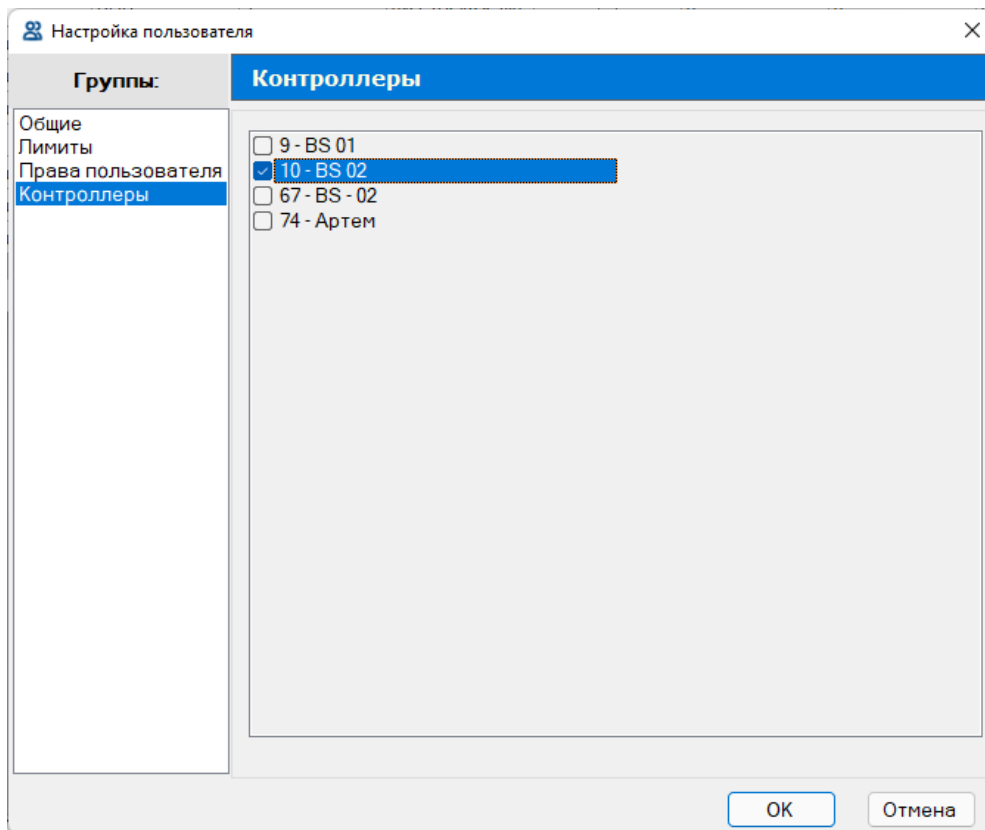 Настройка пользователя
Группы:
Контроллеры
Общие
Лимиты
Права пользователя
Контроллеры
9 - BS 01
10 - BS 02
67 - BS - 02
74 - Артем
OK
Отмена